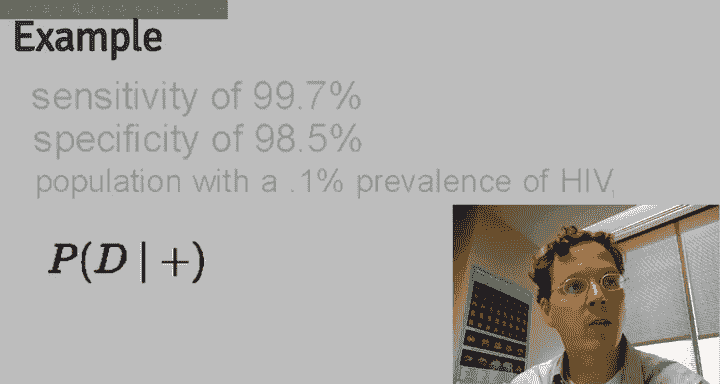 Example
sensitivity of 99.7%
specificity of 98.5%
population with a .1% prevalence of HIV,
P(D | +)